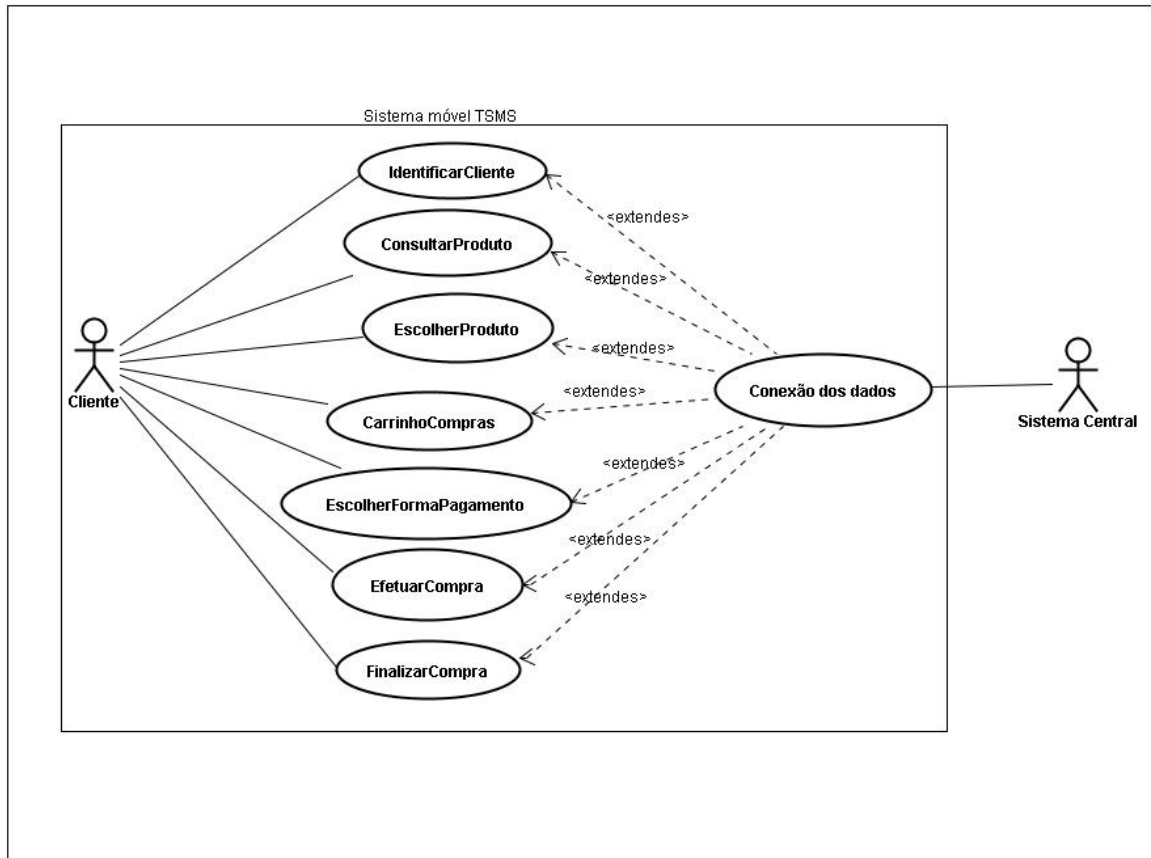 Sistema móvel TSMS
IdentificarCliente
<extendes>
ConsultarProduto
<extendes>
EscolherProduto
<extendes>
Conexão dos dados
Cliente
<extendes>
CarrinhoCompras
Sistema Central
<extendes>
EscolherFormaPagamento
<extendes>
EfetuarCompra
<extendes>
FinalizarCompra